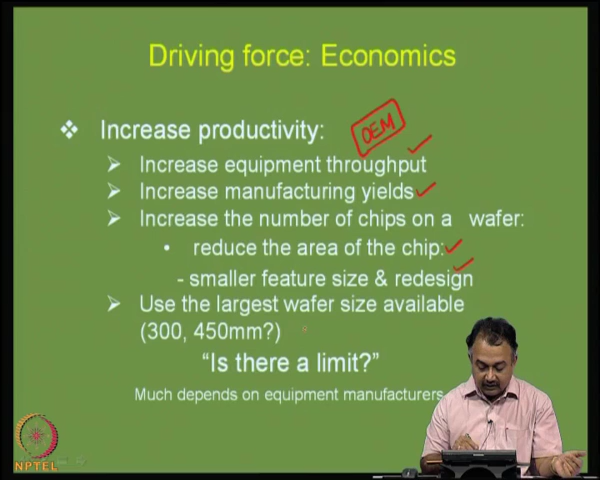 Driving force: Economics
❖ Increase productivity:
OEM
➢ Increase equipment throughput
➢ Increase manufacturing yields
➢ Increase the number of chips on a wafer:
• reduce the area of the chip:
- smaller feature size & redesign
➢ Use the largest wafer size available
(300, 450mm?)
"Is there a limit?"
Much depends on equipment manufacturers
NPTEL